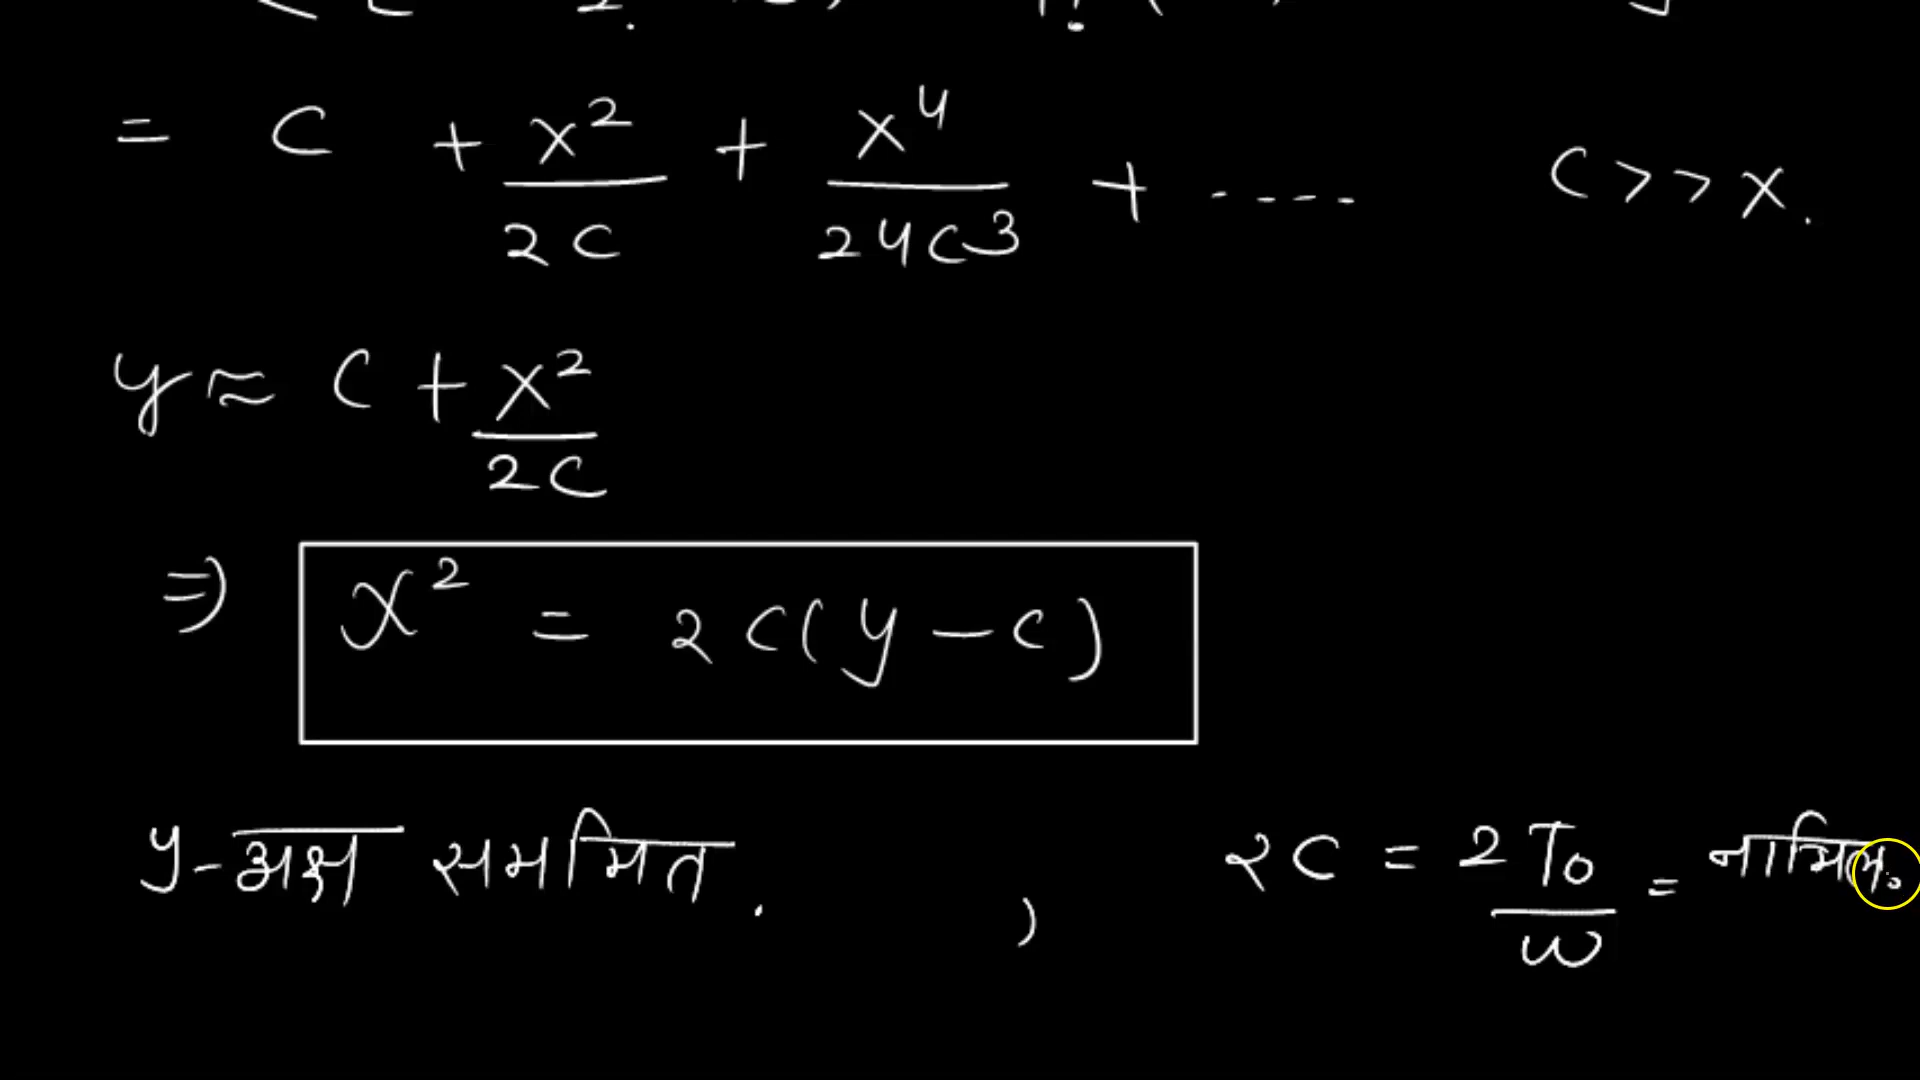 = c + x²/2c + x⁴/24c³ + ---- c >> x.
y ≈ c + x²/2c
⇒ x² = 2c(y - c)
y-अक्ष सममित. , 2c = 2T₀/w = नाभिल.